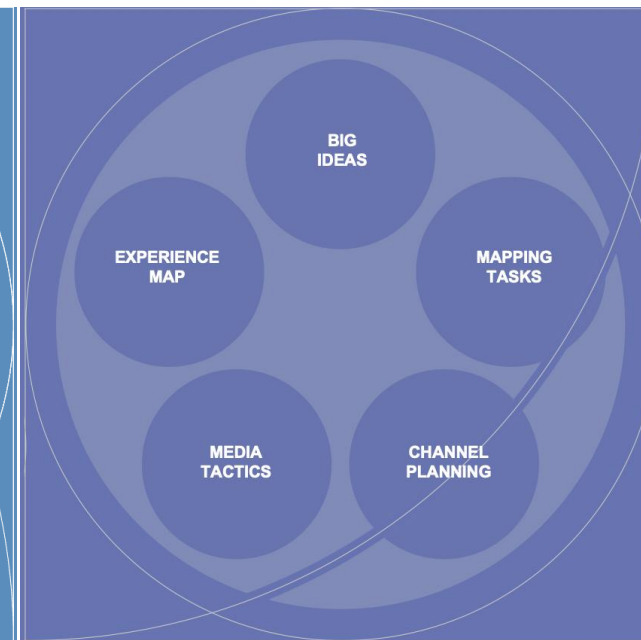 BIG
IDEAS
EXPERIENCE
MAP
MAPPING
TASKS
MEDIA
TACTICS
CHANNEL
PLANNING